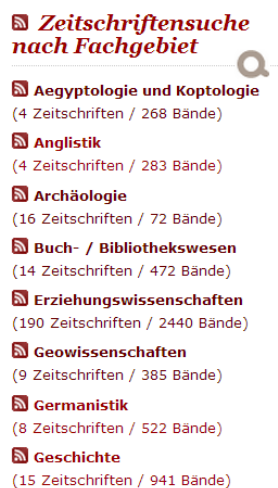 Zeitschriftensuche
nach Fachgebiet
Aegyptologie und Koptologie
(4 Zeitschriften / 268 Bände)
Anglistik
(4 Zeitschriften / 283 Bände)
Archäologie
(16 Zeitschriften / 72 Bände)
Buch- / Bibliothekswesen
(14 Zeitschriften / 472 Bände)
Erziehungswissenschaften
(190 Zeitschriften / 2440 Bände)
Geowissenschaften
(9 Zeitschriften / 385 Bände)
Germanistik
(8 Zeitschriften / 522 Bände)
Geschichte
(15 Zeitschriften / 941 Bände)